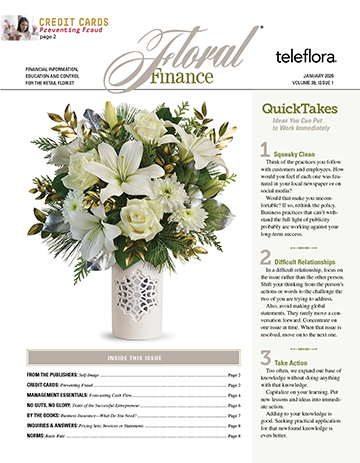 CREDIT CARDS
Preventing Fraud
page 2
Floral
Finance
®
teleflora.
FINANCIAL INFORMATION,
EDUCATION AND CONTROL
FOR THE RETAIL FLORIST
JANUARY 2020
VOLUME 39, ISSUE 1
QuickTakes
Ideas You Can Put
to Work Immediately
1 Squeaky Clean
Think of the practices you follow
with customers and employees. How
would you feel if each one was fea-
tured in your local newspaper or on
social media?
Would that make you uncom-
fortable? If so, rethink the policy.
Business practices that can't with-
stand the full light of publicity
probably are working against your
long-term success.
2 Difficult Relationships
In a difficult relationship, focus on
the issue rather than the other person.
Shift your thinking from the person's
actions or words to the challenge the
two of you are trying to address.
Also, avoid making global
statements. They rarely move a con-
versation forward. Concentrate on
one issue at time. When that issue is
resolved, move on to the next one.
3 Take Action
Too often, we expand our base of
knowledge without doing anything
with that knowledge.
Capitalize on your learning. Put
new lessons and ideas into immedi-
ate action.
Adding to your knowledge is
good. Seeking practical application
for that newfound knowledge is
even better.
INSIDE THIS ISSUE
FROM THE PUBLISHERS: Self-Image Page 2
CREDIT CARDS: Preventing Fraud Page 2
MANAGEMENT ESSENTIALS: Forecasting Cash Flow Page 4
NO GUTS, NO GLORY: Traits of the Successful Entrepreneur Page 6
BY THE BOOKS: Business Insurance—What Do You Need? Page 7
INQUIRIES & ANSWERS: Pricing Sets; Invoices or Statements Page 8
NORMS: Basic Rule Page 8